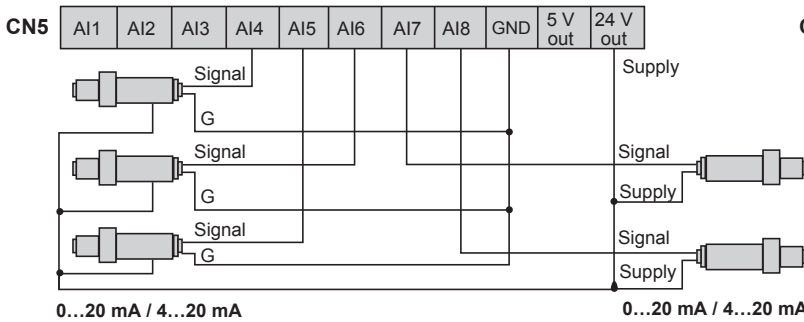 CN5 AI1 AI2 AI3 AI4 AI5 AI6 AI7 AI8 GND 5 V out 24 V out
Signal
Supply
G
Signal
Signal
G
Supply
Signal
Signal
G
Supply
0…20 mA / 4…20 mA
0…20 mA / 4…20 mA